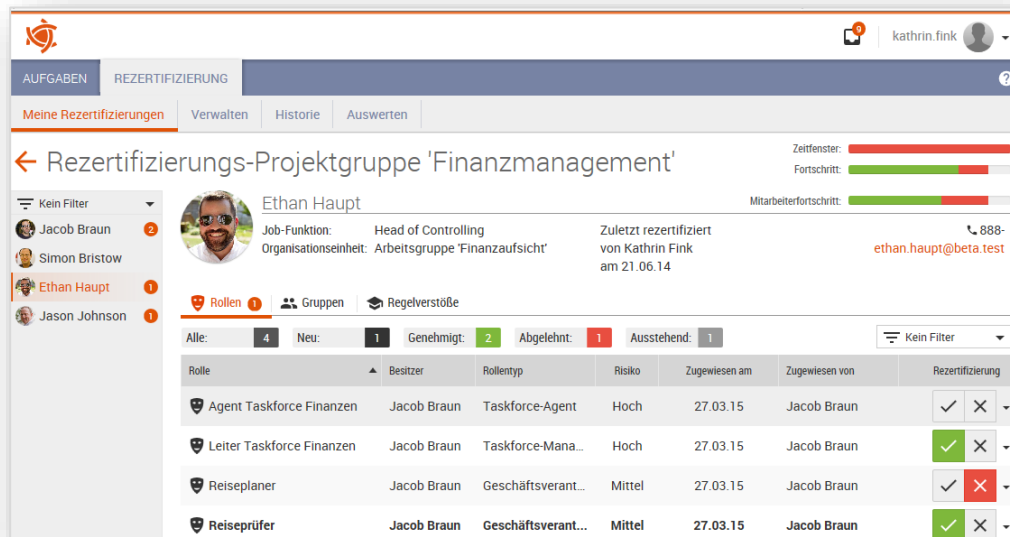 9
kathrin.fink
AUFGABEN REZERTIFIZIERUNG
?
Meine Rezertifizierungen Verwalten Historie Auswerten
Rezertifizierungs-Projektgruppe 'Finanzmanagement'
Zeitfenster:
Fortschritt:
Mitarbeiterfortschritt:
Kein Filter
Jacob Braun 2
Simon Bristow
Ethan Haupt 1
Jason Johnson 1
Ethan Haupt
Job-Funktion: Head of Controlling
Organisationseinheit: Arbeitsgruppe 'Finanzaufsicht'
Zuletzt rezertifiziert
von Kathrin Fink
am 21.06.14
888-
ethan.haupt@beta.test
Rollen 1 Gruppen Regelverstöße
Alle: 4 Neu: 1 Genehmigt: 2 Abgelehnt: 1 Ausstehend: 1 Kein Filter
Rolle Besitzer Rollentyp Risiko Zugewiesen am Zugewiesen von Rezertifizierung
Agent Taskforce Finanzen Jacob Braun Taskforce-Agent Hoch 27.03.15 Jacob Braun
Leiter Taskforce Finanzen Jacob Braun Taskforce-Mana... Hoch 27.03.15 Jacob Braun
Reiseplaner Jacob Braun Geschäftsverant... Mittel 27.03.15 Jacob Braun
Reiseprüfer Jacob Braun Geschäftsverant... Mittel 27.03.15 Jacob Braun